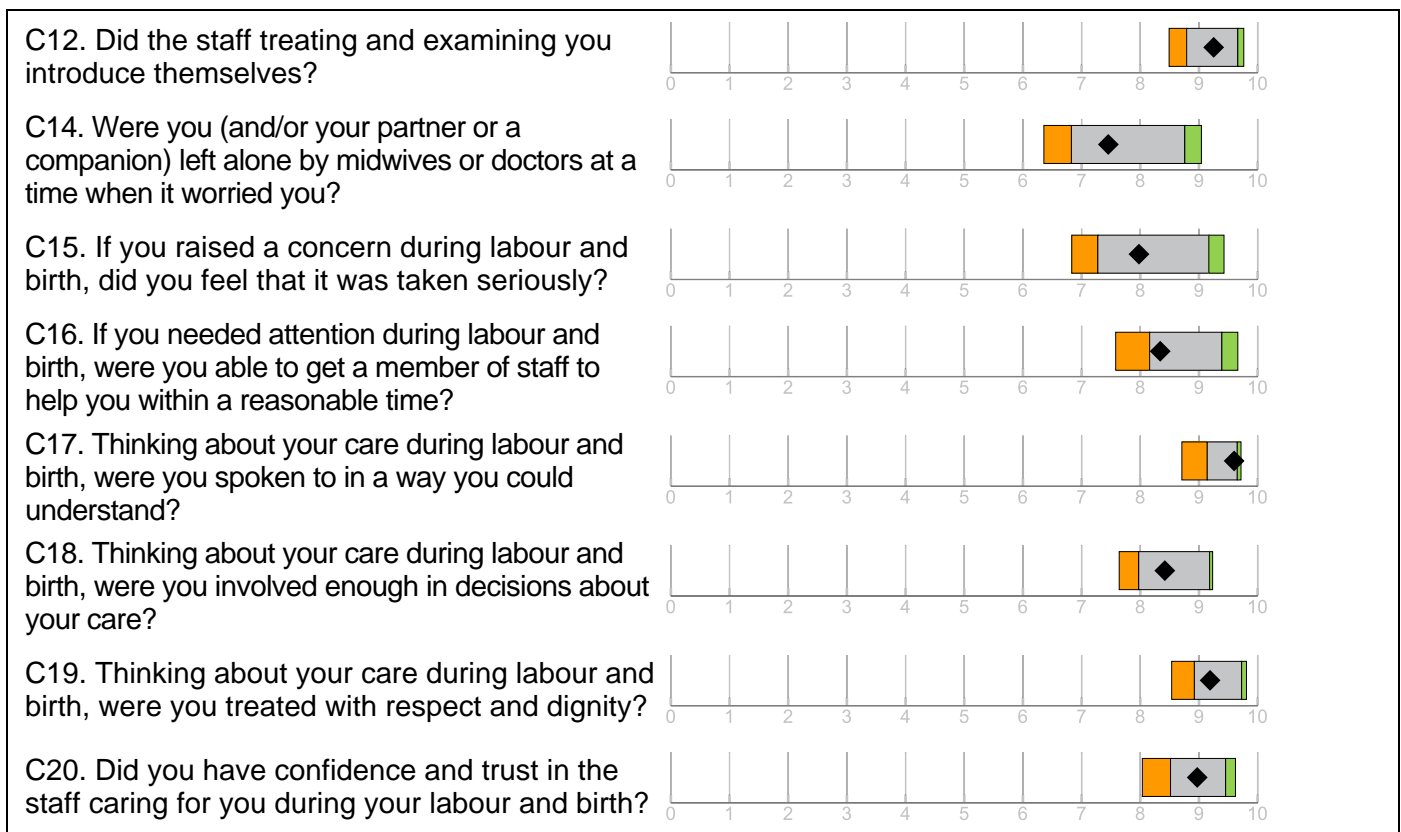 C12. Did the staff treating and examining you
introduce themselves?
0 1 2 3 4 5 6 7 8 9 10
C14. Were you (and/or your partner or a
companion) left alone by midwives or doctors at a
time when it worried you?
0 1 2 3 4 5 6 7 8 9 10
C15. If you raised a concern during labour and
birth, did you feel that it was taken seriously?
0 1 2 3 4 5 6 7 8 9 10
C16. If you needed attention during labour and
birth, were you able to get a member of staff to
help you within a reasonable time?
0 1 2 3 4 5 6 7 8 9 10
C17. Thinking about your care during labour and
birth, were you spoken to in a way you could
understand?
0 1 2 3 4 5 6 7 8 9 10
C18. Thinking about your care during labour and
birth, were you involved enough in decisions about
your care?
0 1 2 3 4 5 6 7 8 9 10
C19. Thinking about your care during labour and
birth, were you treated with respect and dignity?
0 1 2 3 4 5 6 7 8 9 10
C20. Did you have confidence and trust in the
staff caring for you during your labour and birth?
0 1 2 3 4 5 6 7 8 9 10